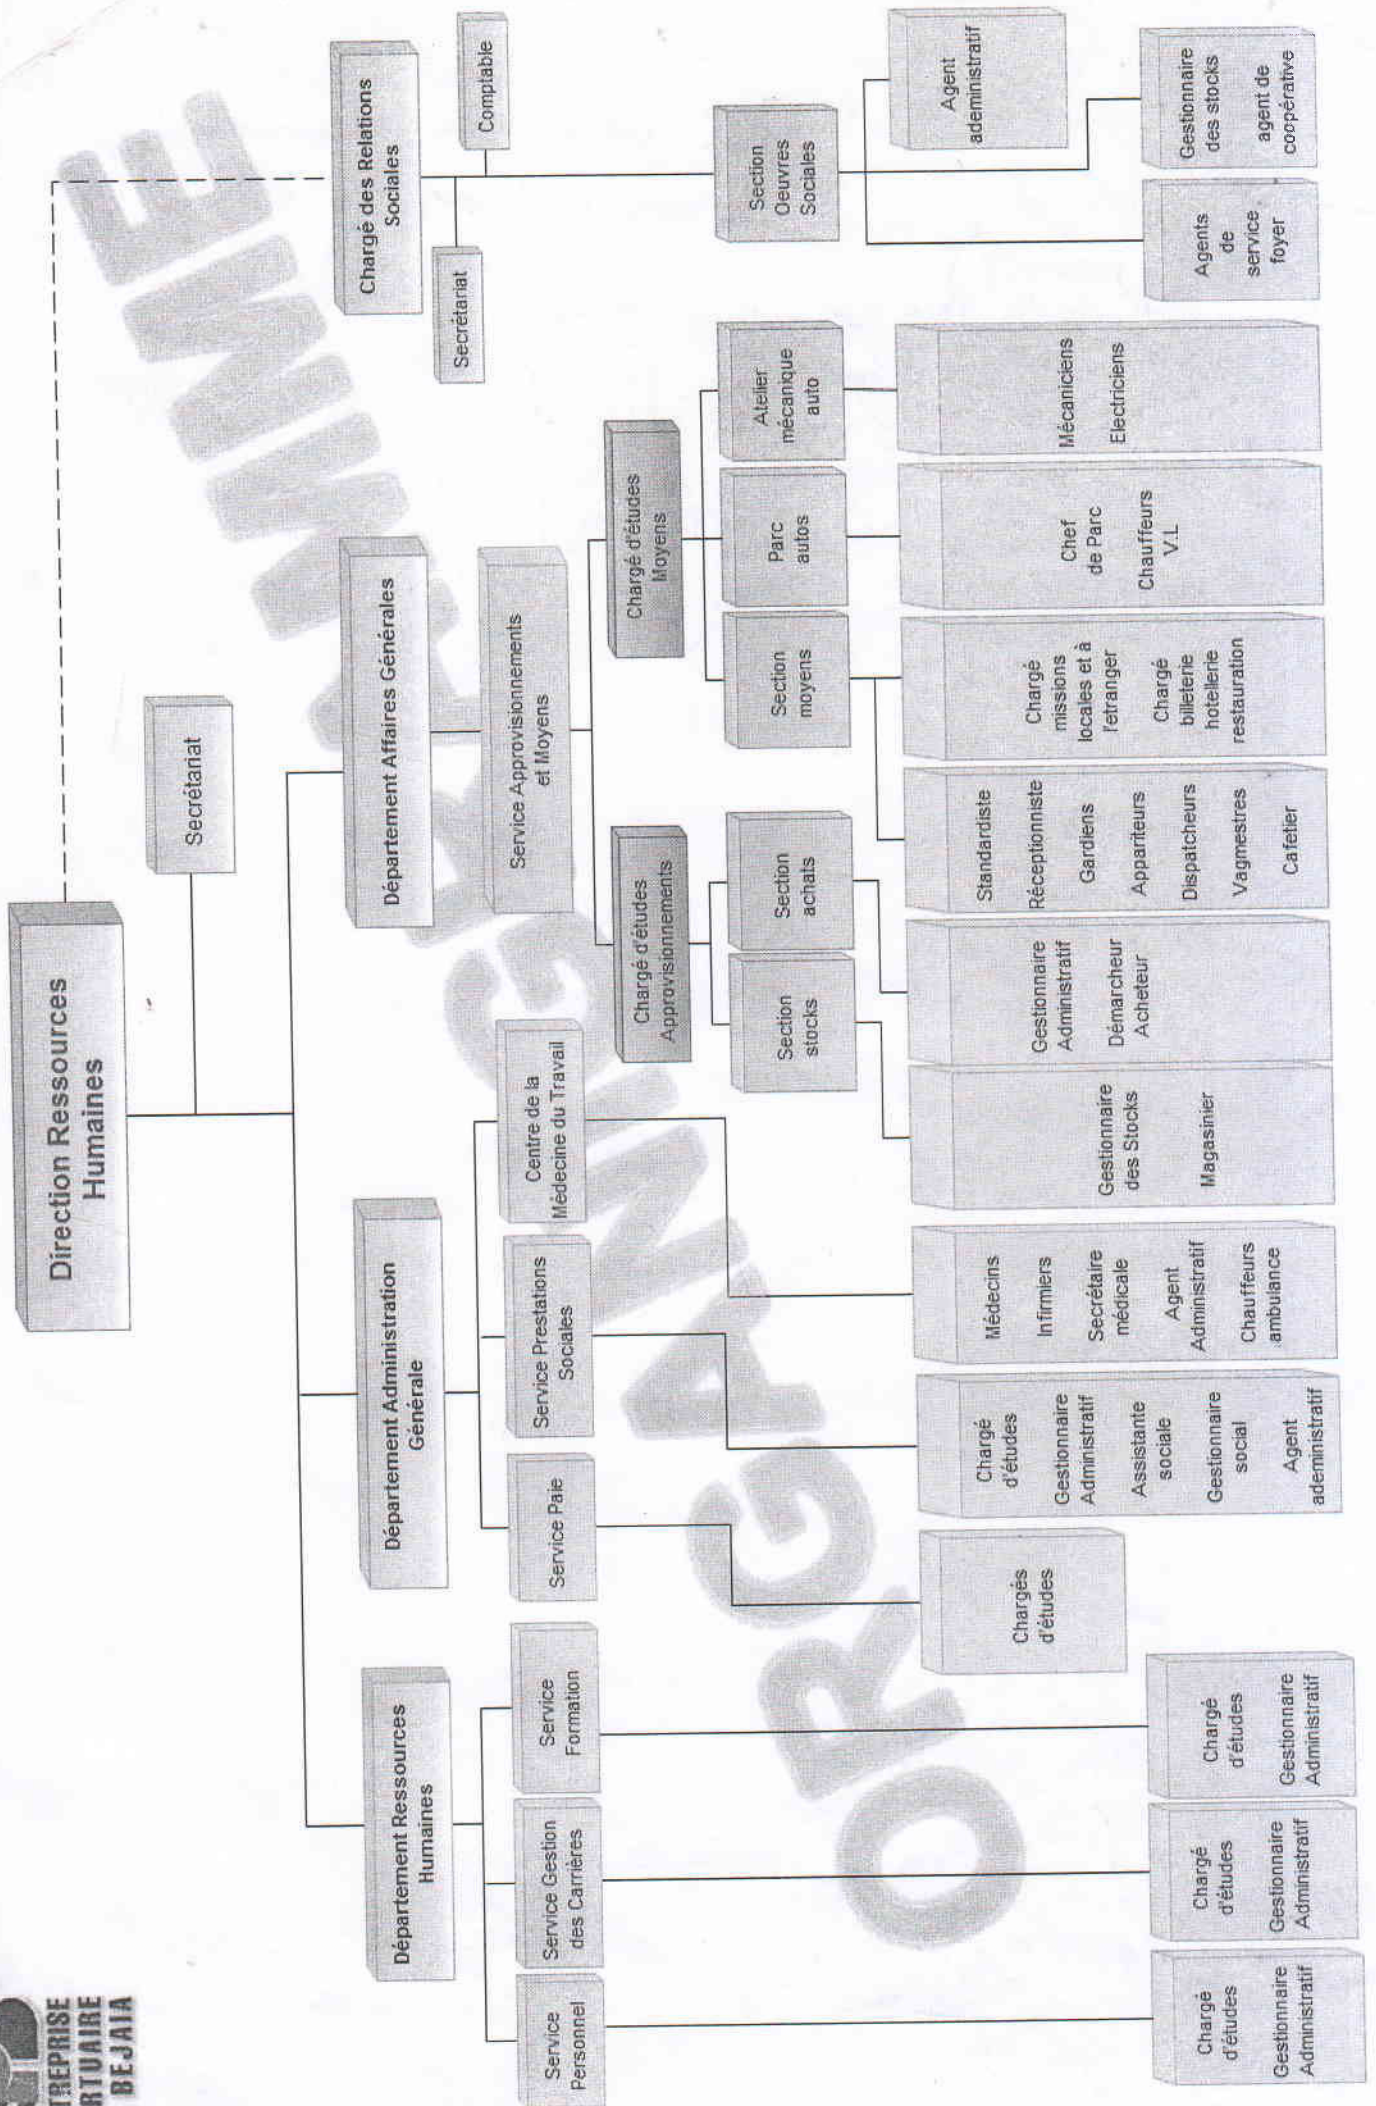 TREPRISE
RTUAIRE
BEJAIA
ORGANIGRAMME
Direction Ressources
Humaines
Secrétariat
Département Ressources
Humaines
Département Administration
Générale
Département Affaires Générales
Chargé des Relations
Sociales
Secrétariat
Comptable
Service
Personnel
Service Gestion
des Carrières
Service
Formation
Service Paie
Service Prestations
Sociales
Centre de la
Médecine du Travail
Service Approvisionnements
et Moyens
Chargé d'études
Approvisionnements
Chargé d'études
Moyens
Section
stocks
Section
achats
Section
moyens
Parc
autos
Atelier
mécanique
auto
Section
Oeuvres
Sociales
Agent
ademinstratif
Chargé
d'études
Gestionnaire
Administratif
Chargé
d'études
Gestionnaire
Administratif
Chargé
d'études
Gestionnaire
Administratif
Chargés
d'études
Chargé
d'études
Gestionnaire
Administratif
Assistante
sociale
Gestionnaire
social
Agent
adeministratif
Médecins
Infirmiers
Secrétaire
médicale
Agent
Administratif
Chauffeurs
ambulance
Gestionnaire
des Stocks
Magasinier
Gestionnaire
Administratif
Démarcheur
Acheteur
Standardiste
Réceptionniste
Gardiens
Appariteurs
Dispatcheurs
Vagmestres
Cafetier
Chargé
missions
locales et à
l'etranger
Chargé
billeterie
hotellerie
restauration
Chef
de Parc
Chauffeurs
V.L
Mécaniciens
Electriciens
Agents
de
service
foyer
Gestionnaire
des stocks
agent de
coopérative